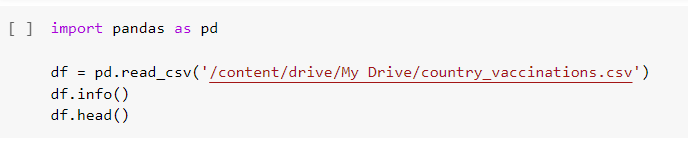 [ ] import pandas as pd
df = pd.read_csv('/content/drive/My Drive/country_vaccinations.csv')
df.info()
df.head()